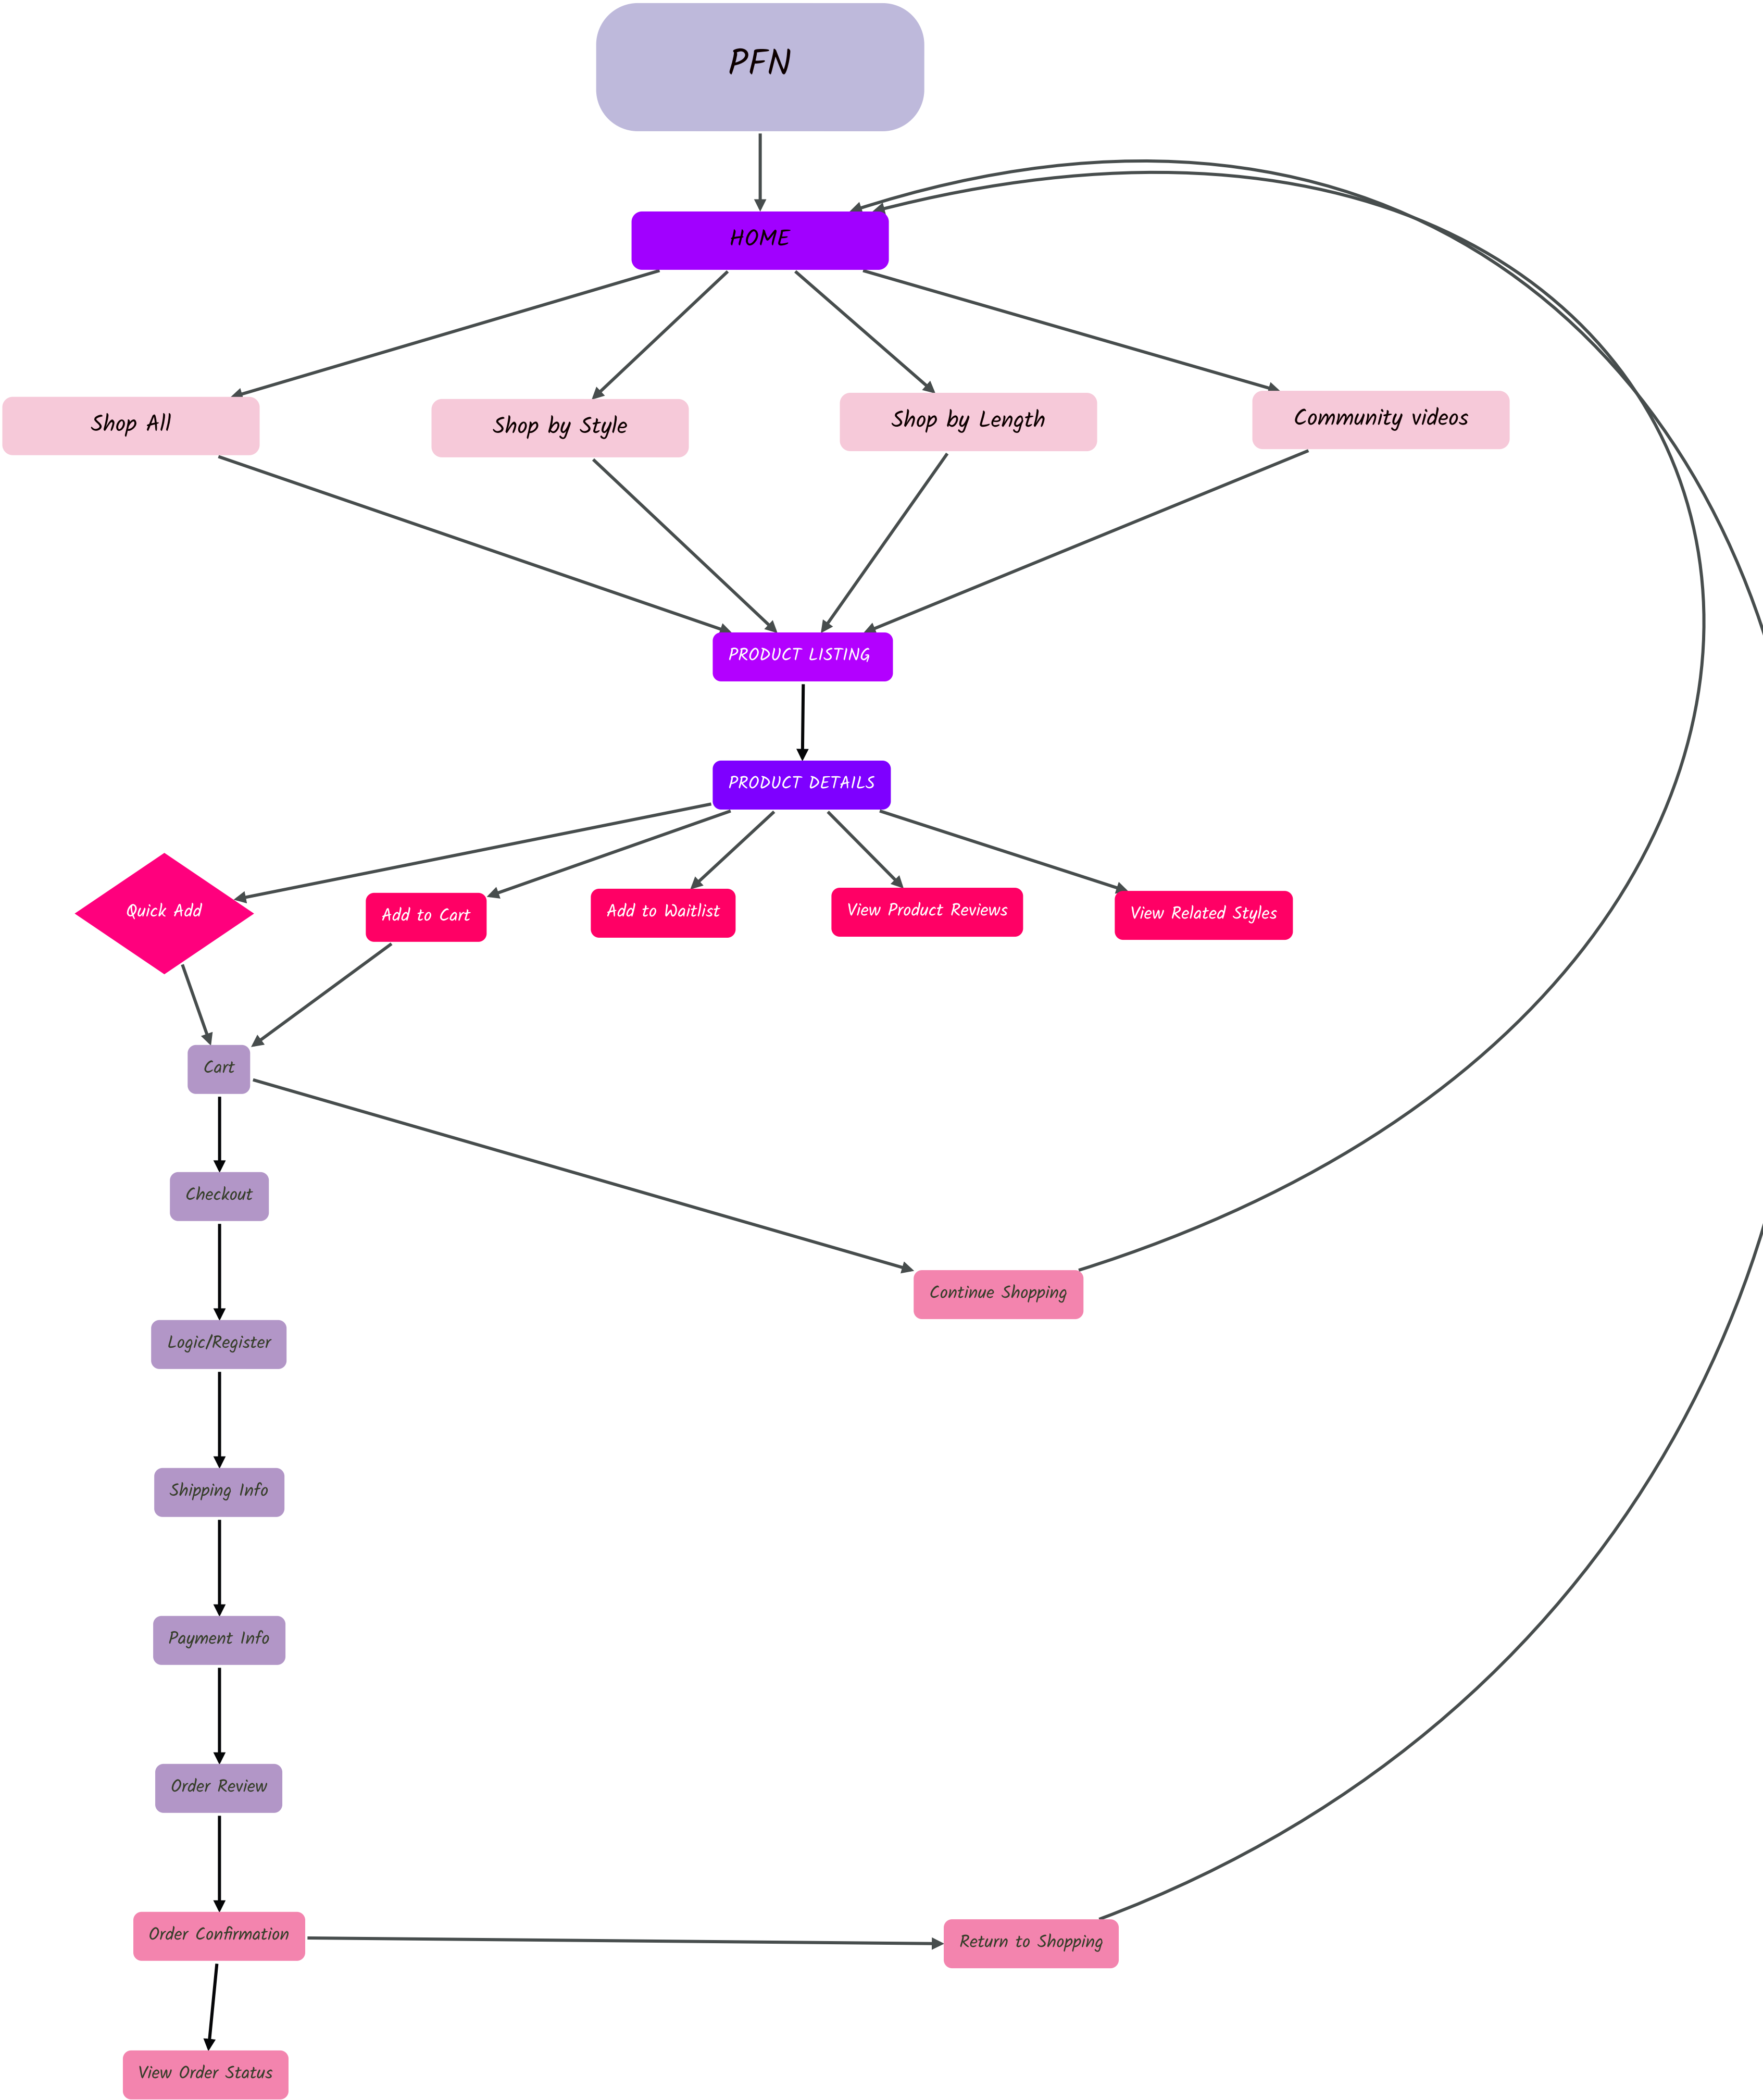 PFN
HOME
Shop All
Shop by Style
Shop by Length
Community videos
PRODUCT LISTING
PRODUCT DETAILS
Quick Add
Add to Cart
Add to Waitlist
View Product Reviews
View Related Styles
Cart
Checkout
Continue Shopping
Logic/Register
Shipping Info
Payment Info
Order Review
Order Confirmation
Return to Shopping
View Order Status